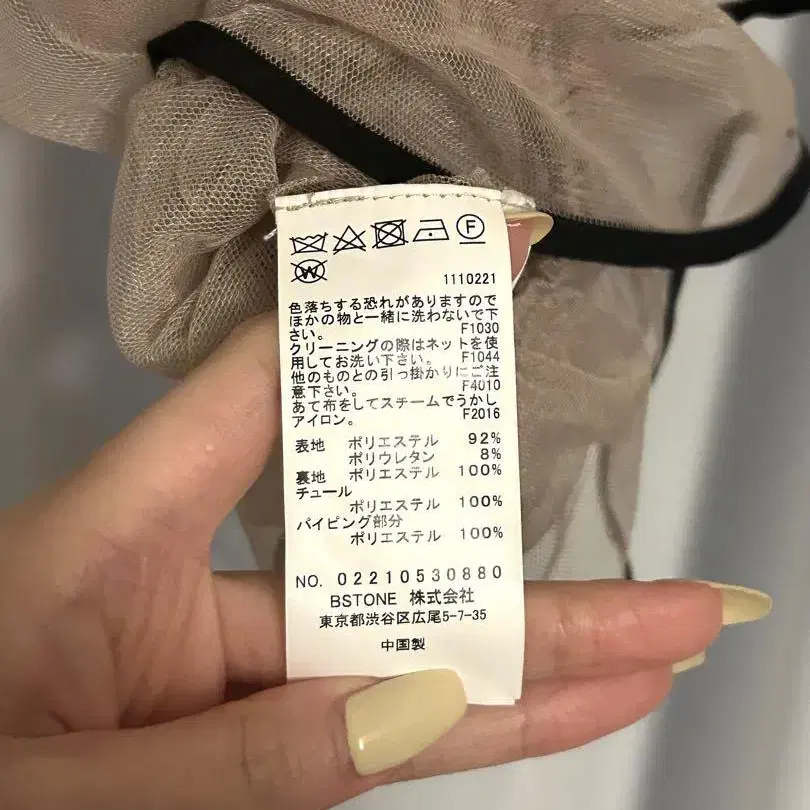 F
W
1110221
色落ちする恐れがありますので
ほかの物と一緒に洗わないで下
さい。 F1030
クリーニングの際はネットを使
用してお洗い下さい。 F1044
他のものとの引っ掛かりにご注
意下さい。 F4010
あて布をしてスチームでうかし
アイロン。 F2016
表地 ポリエステル 92%
ポリウレタン 8%
裏地 ポリエステル 100%
チュール
ポリエステル 100%
パイピング部分
ポリエステル 100%
NO. 02210530880
BSTONE 株式会社
東京都渋谷区広尾5-7-35
中国製